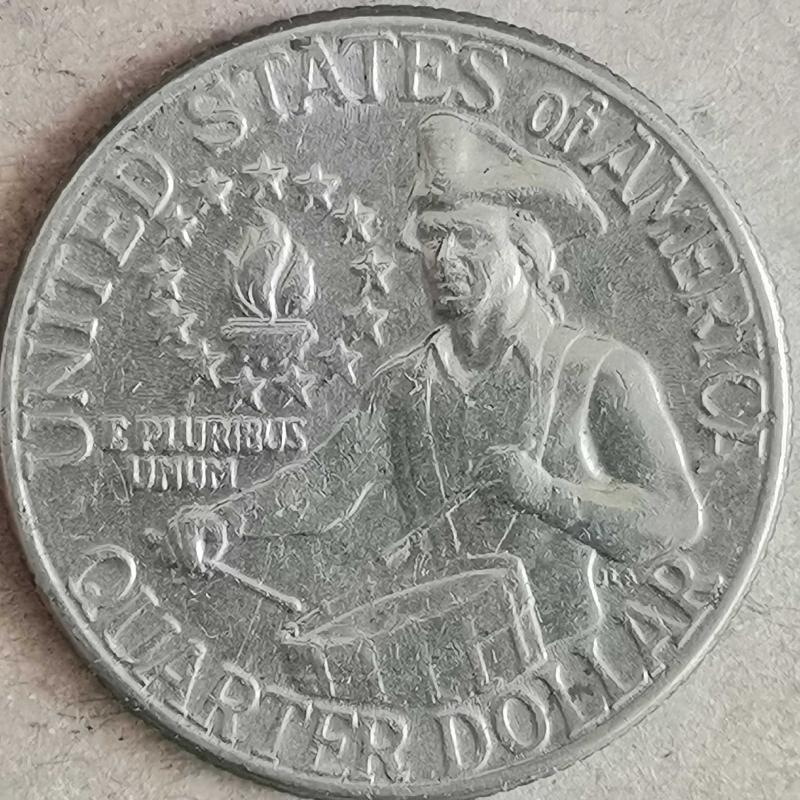 UNITED STATES of AMERICA
E PLURIBUS
UNUM
QUARTER DOLLAR